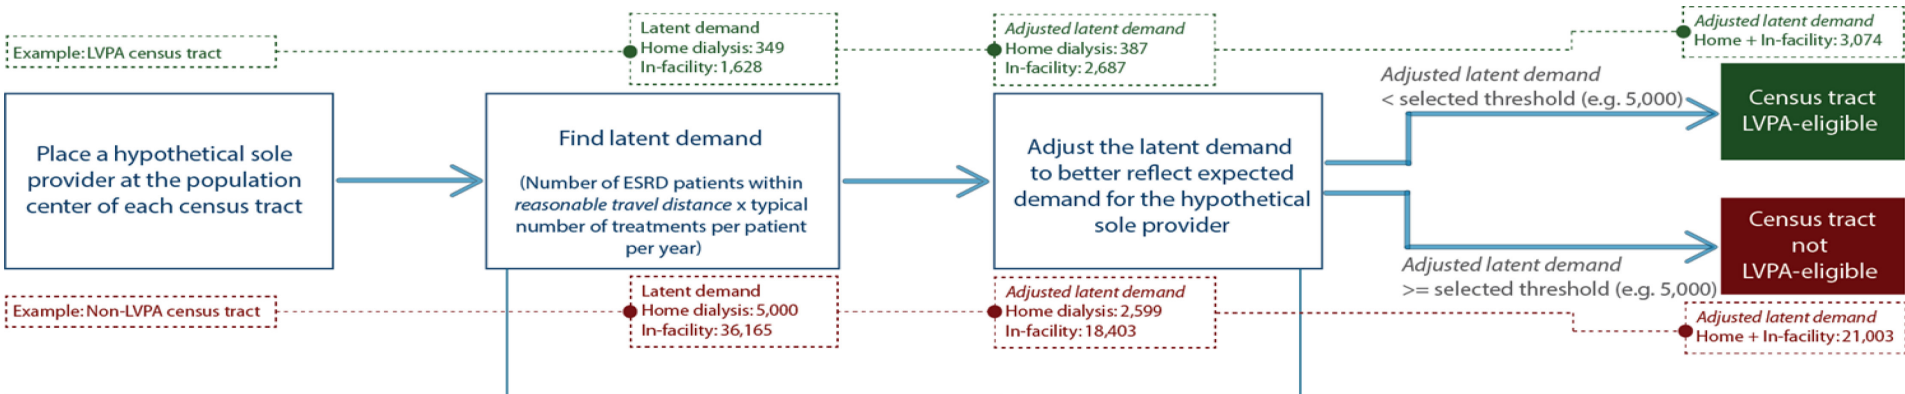 Example: LVPA census tract
Latent demand
Home dialysis: 349
In-facility: 1,628
Adjusted latent demand
Home dialysis: 387
In-facility: 2,687
Adjusted latent demand
Home + In-facility: 3,074
Place a hypothetical sole
provider at the population
center of each census tract
Find latent demand
(Number of ESRD patients within
reasonable travel distance x typical
number of treatments per patient
per year)
Adjust the latent demand
to better reflect expected
demand for the hypothetical
sole provider
Adjusted latent demand
< selected threshold (e.g. 5,000)
Census tract
LVPA-eligible
Adjusted latent demand
>= selected threshold (e.g. 5,000)
Census tract
not
LVPA-eligible
Example: Non-LVPA census tract
Latent demand
Home dialysis: 5,000
In-facility: 36,165
Adjusted latent demand
Home dialysis: 2,599
In-facility: 18,403
Adjusted latent demand
Home + In-facility: 21,003